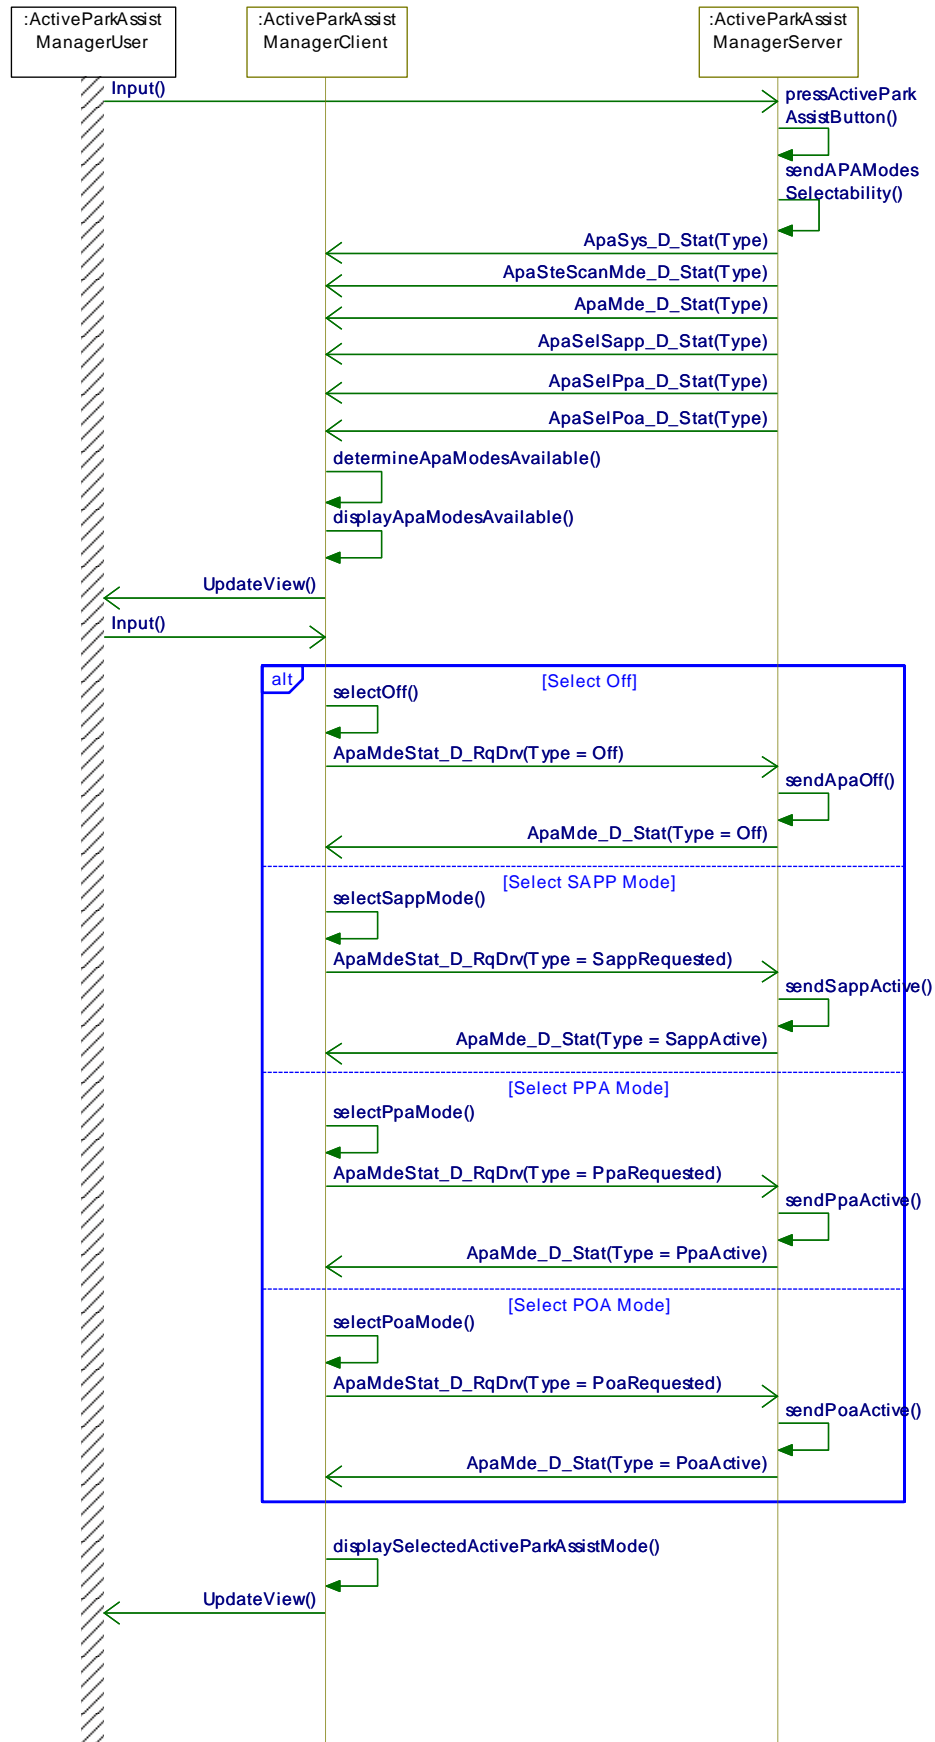 :ActiveParkAssist
ManagerUser
:ActiveParkAssist
ManagerClient
:ActiveParkAssist
ManagerServer
Input()
pressActivePark
AssistButton()
sendAPAModes
Selectability()
ApaSys_D_Stat(Type)
ApaSteScanMde_D_Stat(Type)
ApaMde_D_Stat(Type)
ApaSelSapp_D_Stat(Type)
ApaSelPpa_D_Stat(Type)
ApaSelPoa_D_Stat(Type)
determineApaModesAvailable()
displayApaModesAvailable()
UpdateView()
Input()
alt
[Select Off]
selectOff()
ApaMdeStat_D_RqDrv(Type = Off)
sendApaOff()
ApaMde_D_Stat(Type = Off)
[Select SAPP Mode]
selectSappMode()
ApaMdeStat_D_RqDrv(Type = SappRequested)
sendSappActive()
ApaMde_D_Stat(Type = SappActive)
[Select PPA Mode]
selectPpaMode()
ApaMdeStat_D_RqDrv(Type = PpaRequested)
sendPpaActive()
ApaMde_D_Stat(Type = PpaActive)
[Select POA Mode]
selectPoaMode()
ApaMdeStat_D_RqDrv(Type = PoaRequested)
sendPoaActive()
ApaMde_D_Stat(Type = PoaActive)
displaySelectedActiveParkAssistMode()
UpdateView()